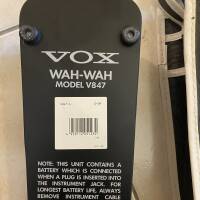 VOX
WAH-WAH
MODEL V847
NOTE: THIS UNIT CONTAINS A
BATTERY WHICH IS CONNECTED
WHEN A PLUG IS INSERTED INTO
THE INSTRUMENT JACK. FOR
LONGEST BATTERY LIFE, ALWAYS
REMOVE INSTRUMENT CABLE